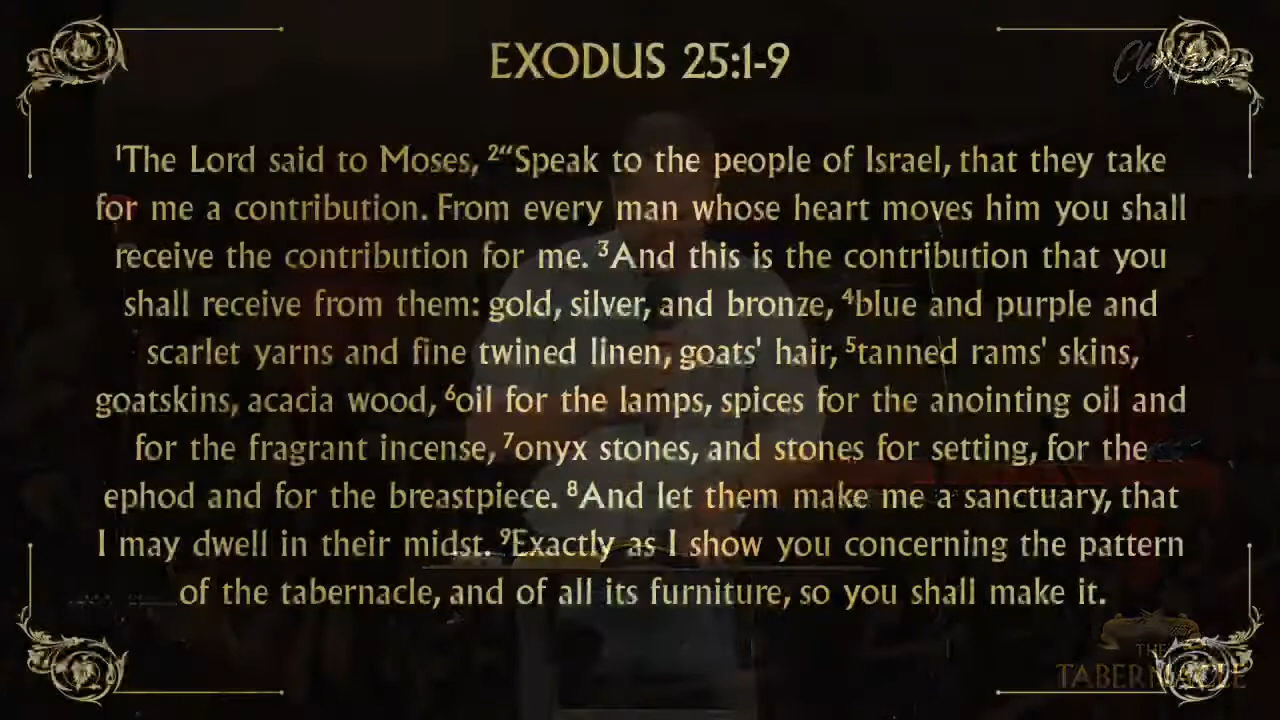 EXODUS 25:1-9
¹The Lord said to Moses, ²“Speak to the people of Israel, that they take
for me a contribution. From every man whose heart moves him you shall
receive the contribution for me. ³And this is the contribution that you
shall receive from them: gold, silver, and bronze, ⁴blue and purple and
scarlet yarns and fine twined linen, goats' hair, ⁵tanned rams' skins,
goatskins, acacia wood, ⁶oil for the lamps, spices for the anointing oil and
for the fragrant incense, ⁷onyx stones, and stones for setting, for the
ephod and for the breastpiece. ⁸And let them make me a sanctuary, that
I may dwell in their midst. ⁹Exactly as I show you concerning the pattern
of the tabernacle, and of all its furniture, so you shall make it.
THE
TABERNACLE